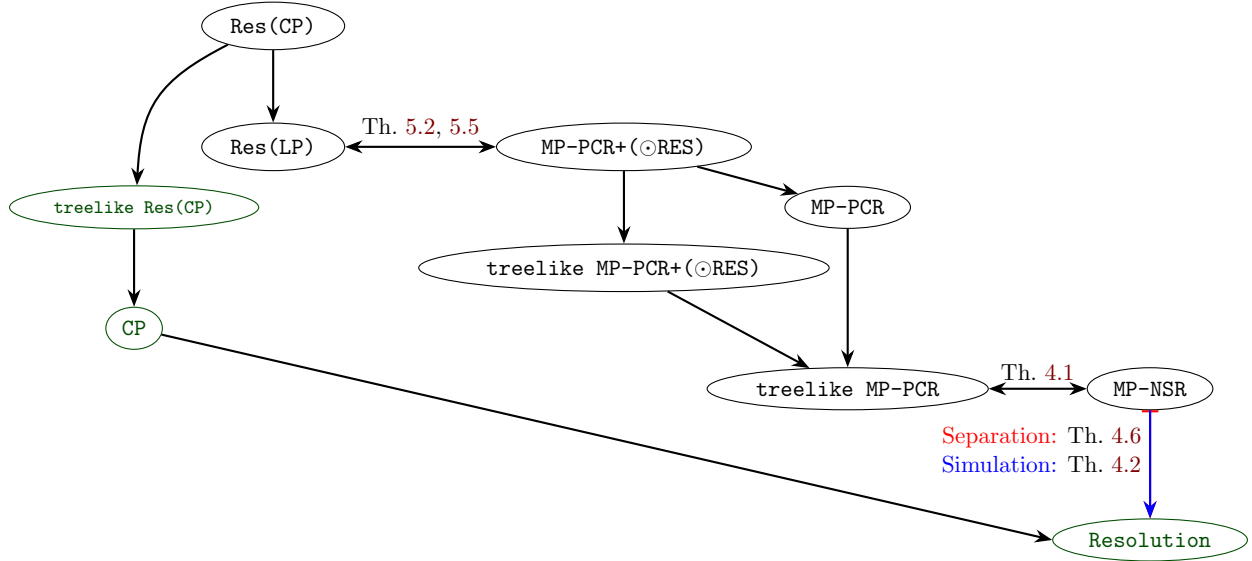 Res(CP)
Th. 5.2, 5.5
Res(LP)
MP-PCR+(⊙RES)
treelike Res(CP)
MP-PCR
treelike MP-PCR+(⊙RES)
CP
Th. 4.1
treelike MP-PCR
MP-NSR
Separation: Th. 4.6
Simulation: Th. 4.2
Resolution